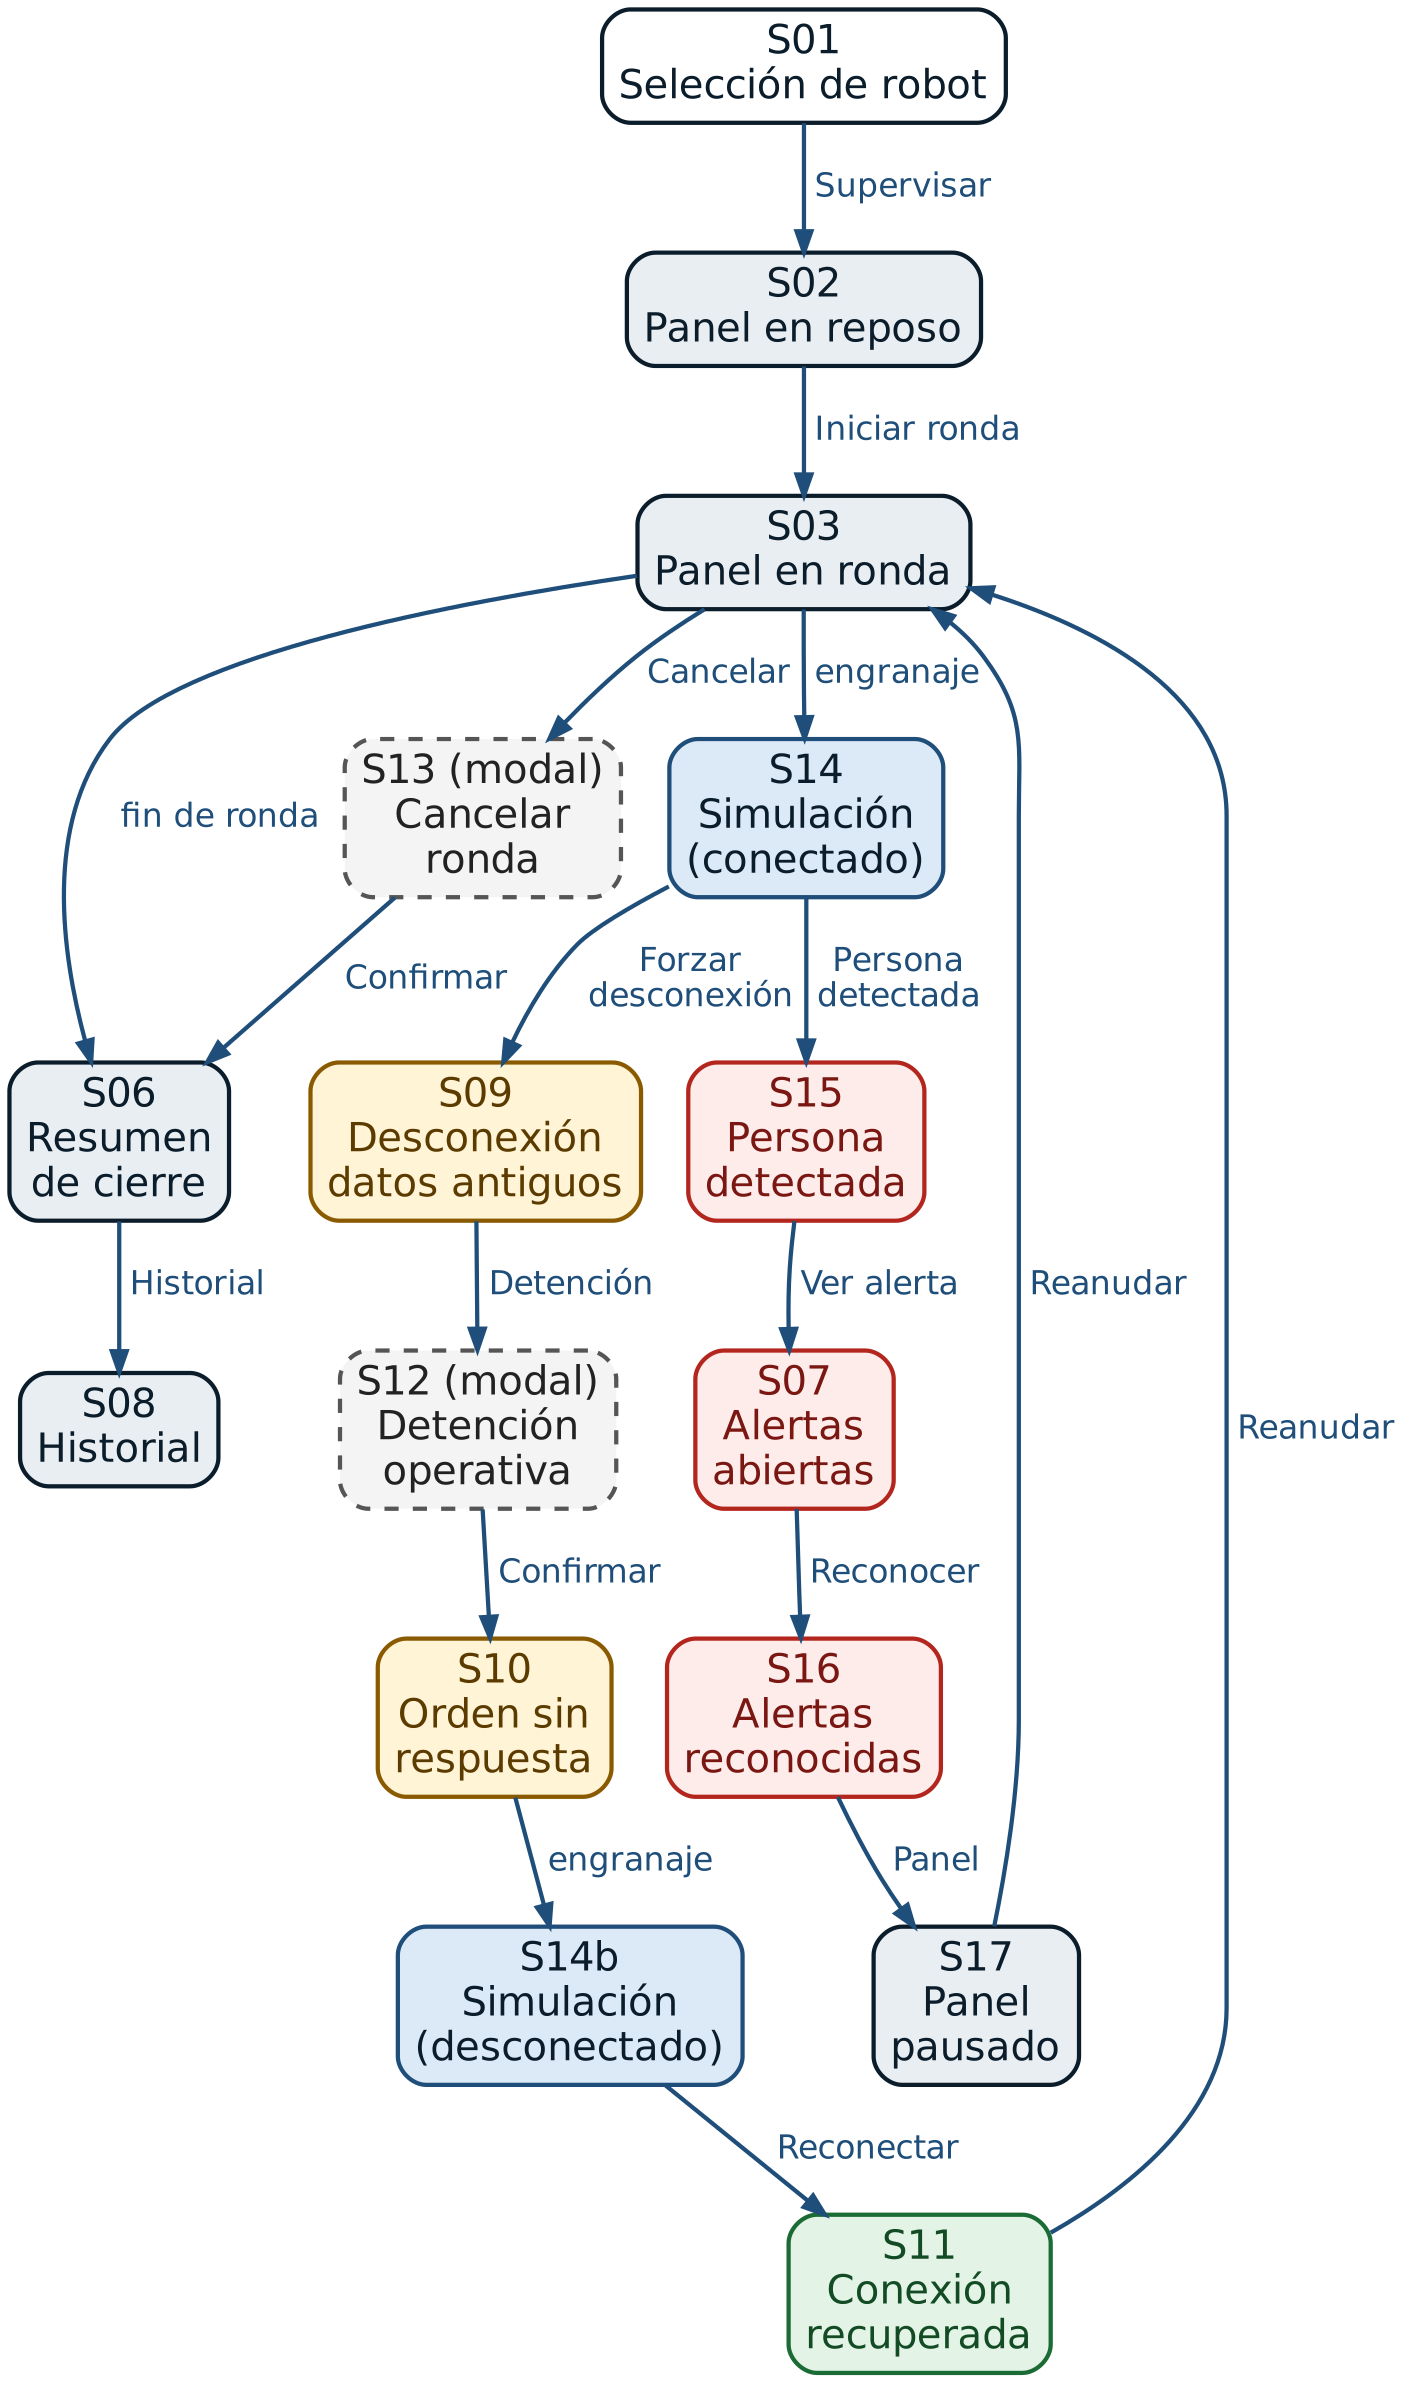 S01
Selección de robot
Supervisar
S02
Panel en reposo
Iniciar ronda
S03
Panel en ronda
Cancelar
engranaje
S13 (modal)
Cancelar
ronda
S14
Simulación
(conectado)
fin de ronda
Confirmar
Forzar
desconexión
Persona
detectada
S06
Resumen
de cierre
S09
Desconexión
datos antiguos
S15
Persona
detectada
Historial
Detención
Ver alerta
Reanudar
S08
Historial
S12 (modal)
Detención
operativa
S07
Alertas
abiertas
Reanudar
Confirmar
Reconocer
S10
Orden sin
respuesta
S16
Alertas
reconocidas
engranaje
Panel
S14b
Simulación
(desconectado)
S17
Panel
pausado
Reconectar
S11
Conexión
recuperada